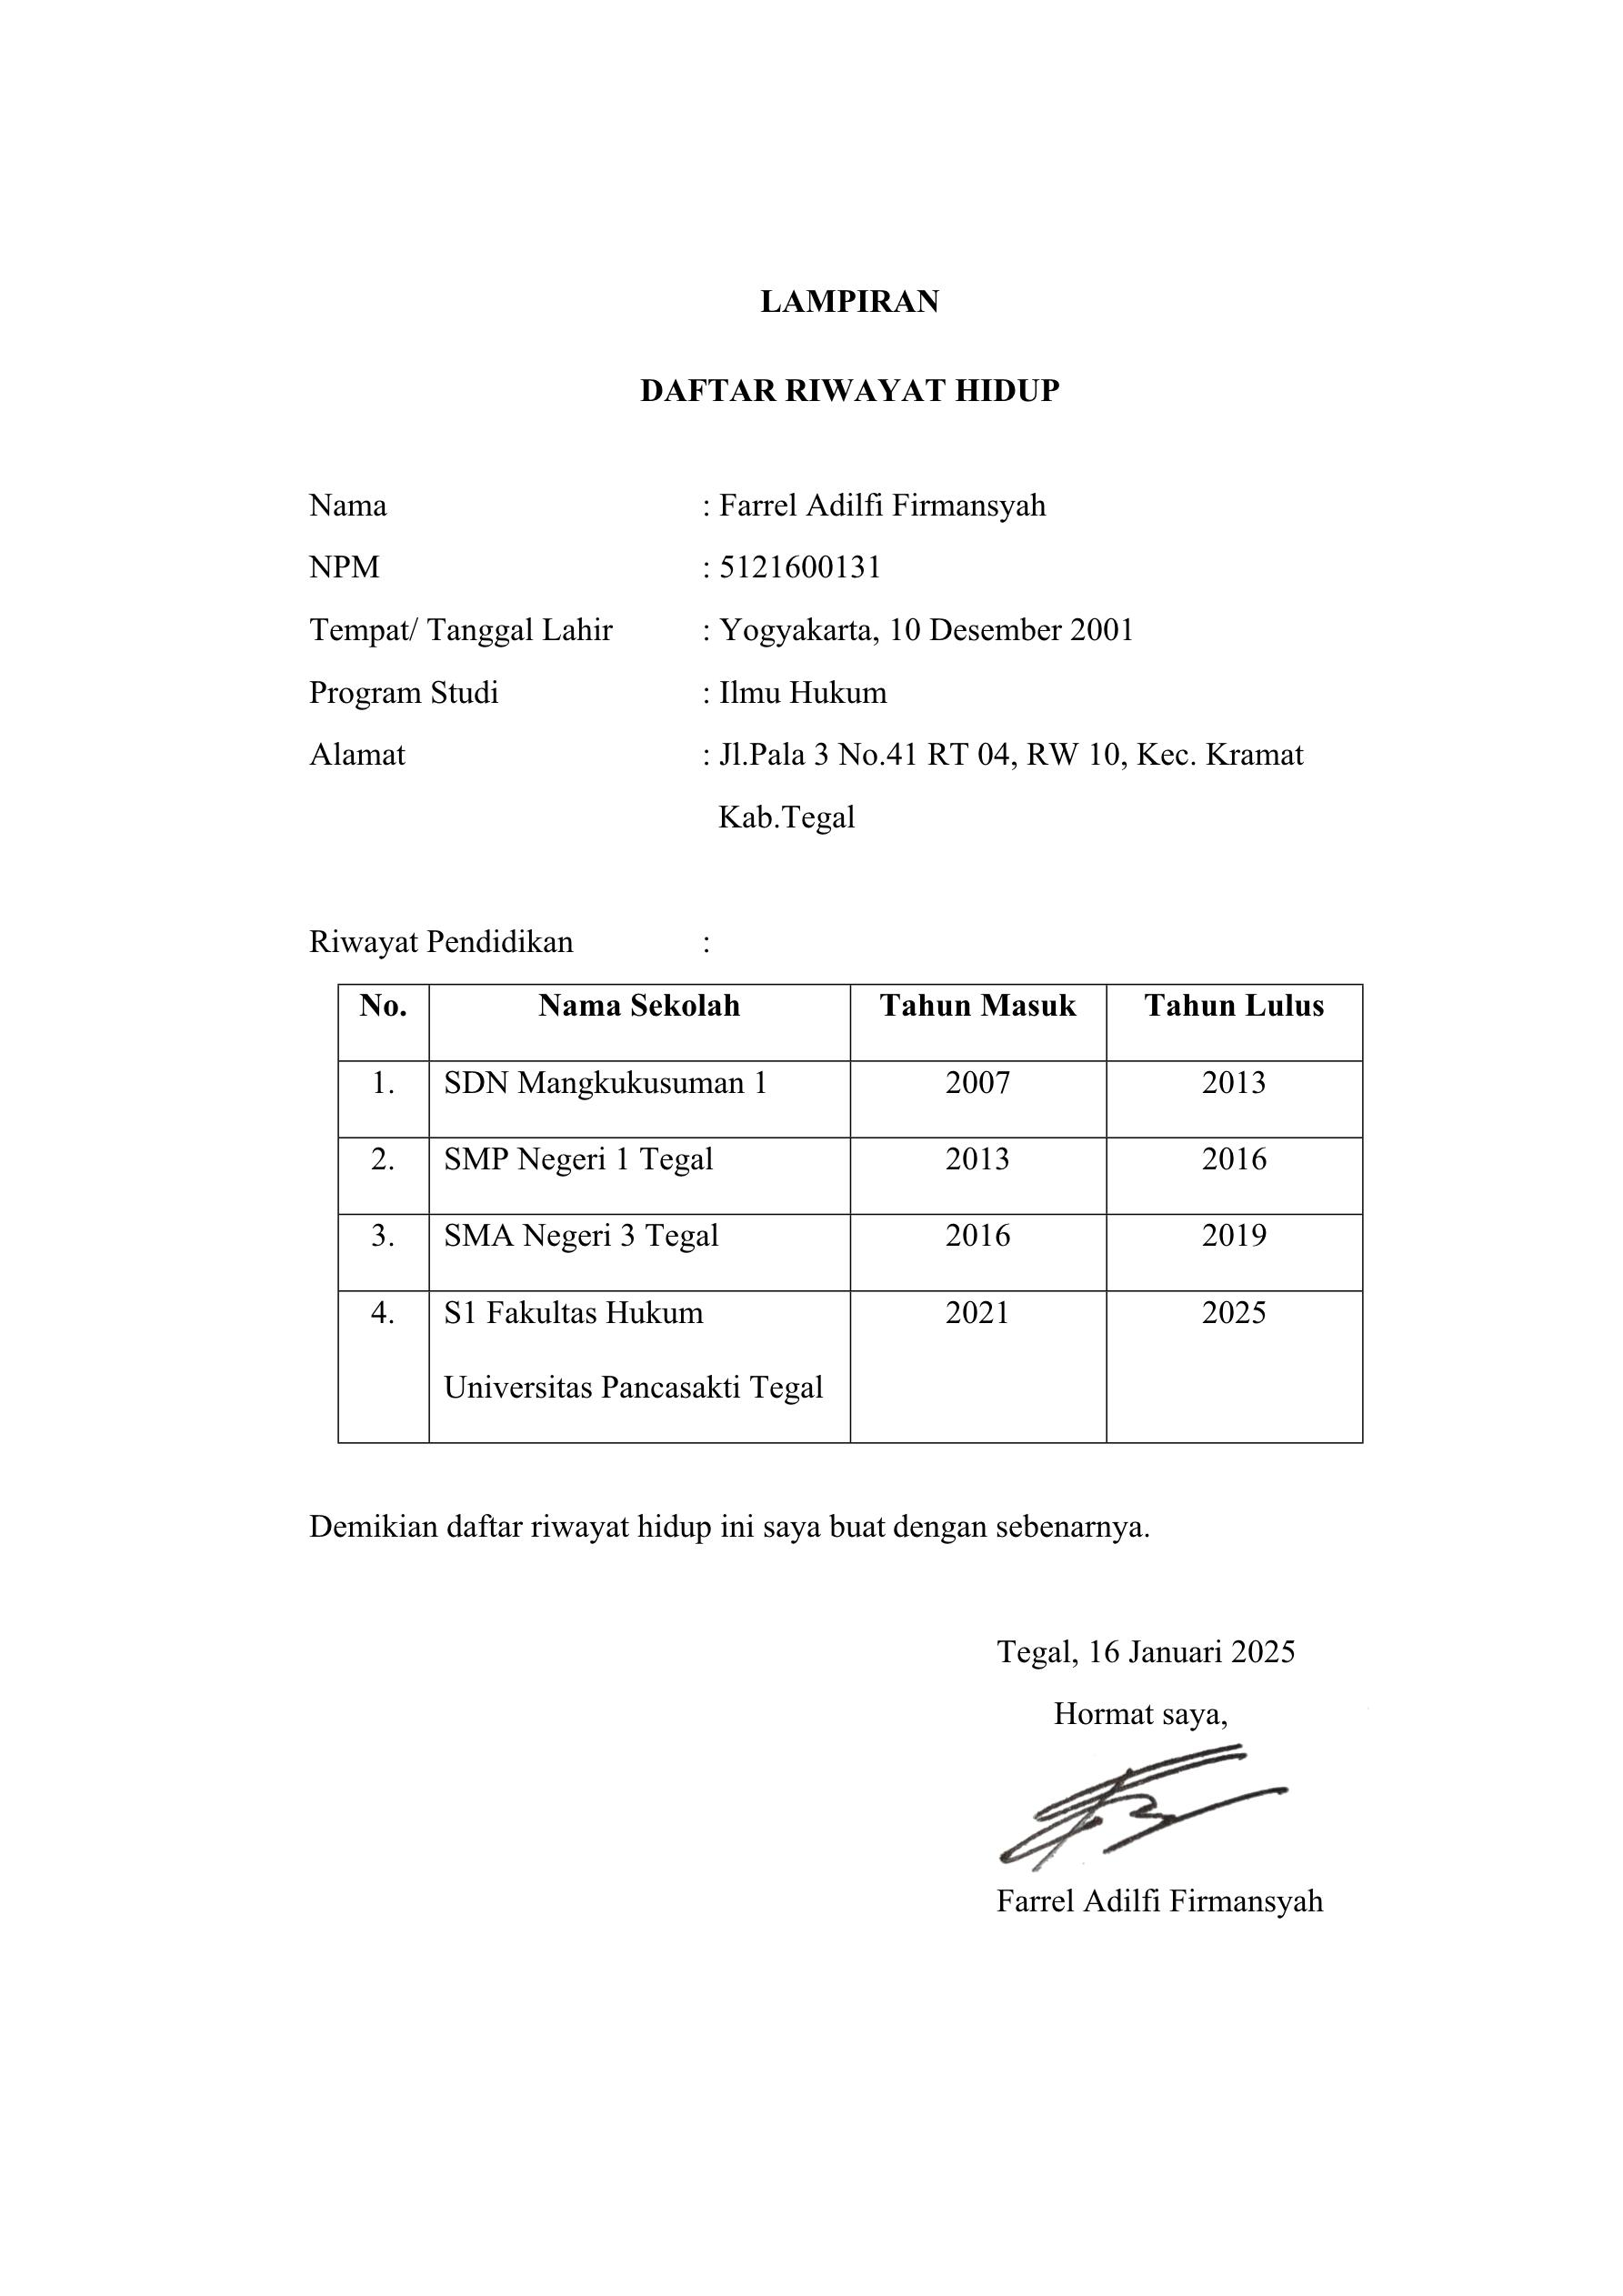 LAMPIRAN
DAFTAR RIWAYAT HIDUP
Nama : Farrel Adilfi Firmansyah
NPM : 5121600131
Tempat/ Tanggal Lahir : Yogyakarta, 10 Desember 2001
Program Studi : Ilmu Hukum
Alamat : Jl.Pala 3 No.41 RT 04, RW 10, Kec. Kramat
Kab.Tegal
Riwayat Pendidikan :
No. Nama Sekolah Tahun Masuk Tahun Lulus
1. SDN Mangkukusuman 1 2007 2013
2. SMP Negeri 1 Tegal 2013 2016
3. SMA Negeri 3 Tegal 2016 2019
4. S1 Fakultas Hukum 2021 2025
Universitas Pancasakti Tegal
Demikian daftar riwayat hidup ini saya buat dengan sebenarnya.
Tegal, 16 Januari 2025
Hormat saya,
Farrel Adilfi Firmansyah